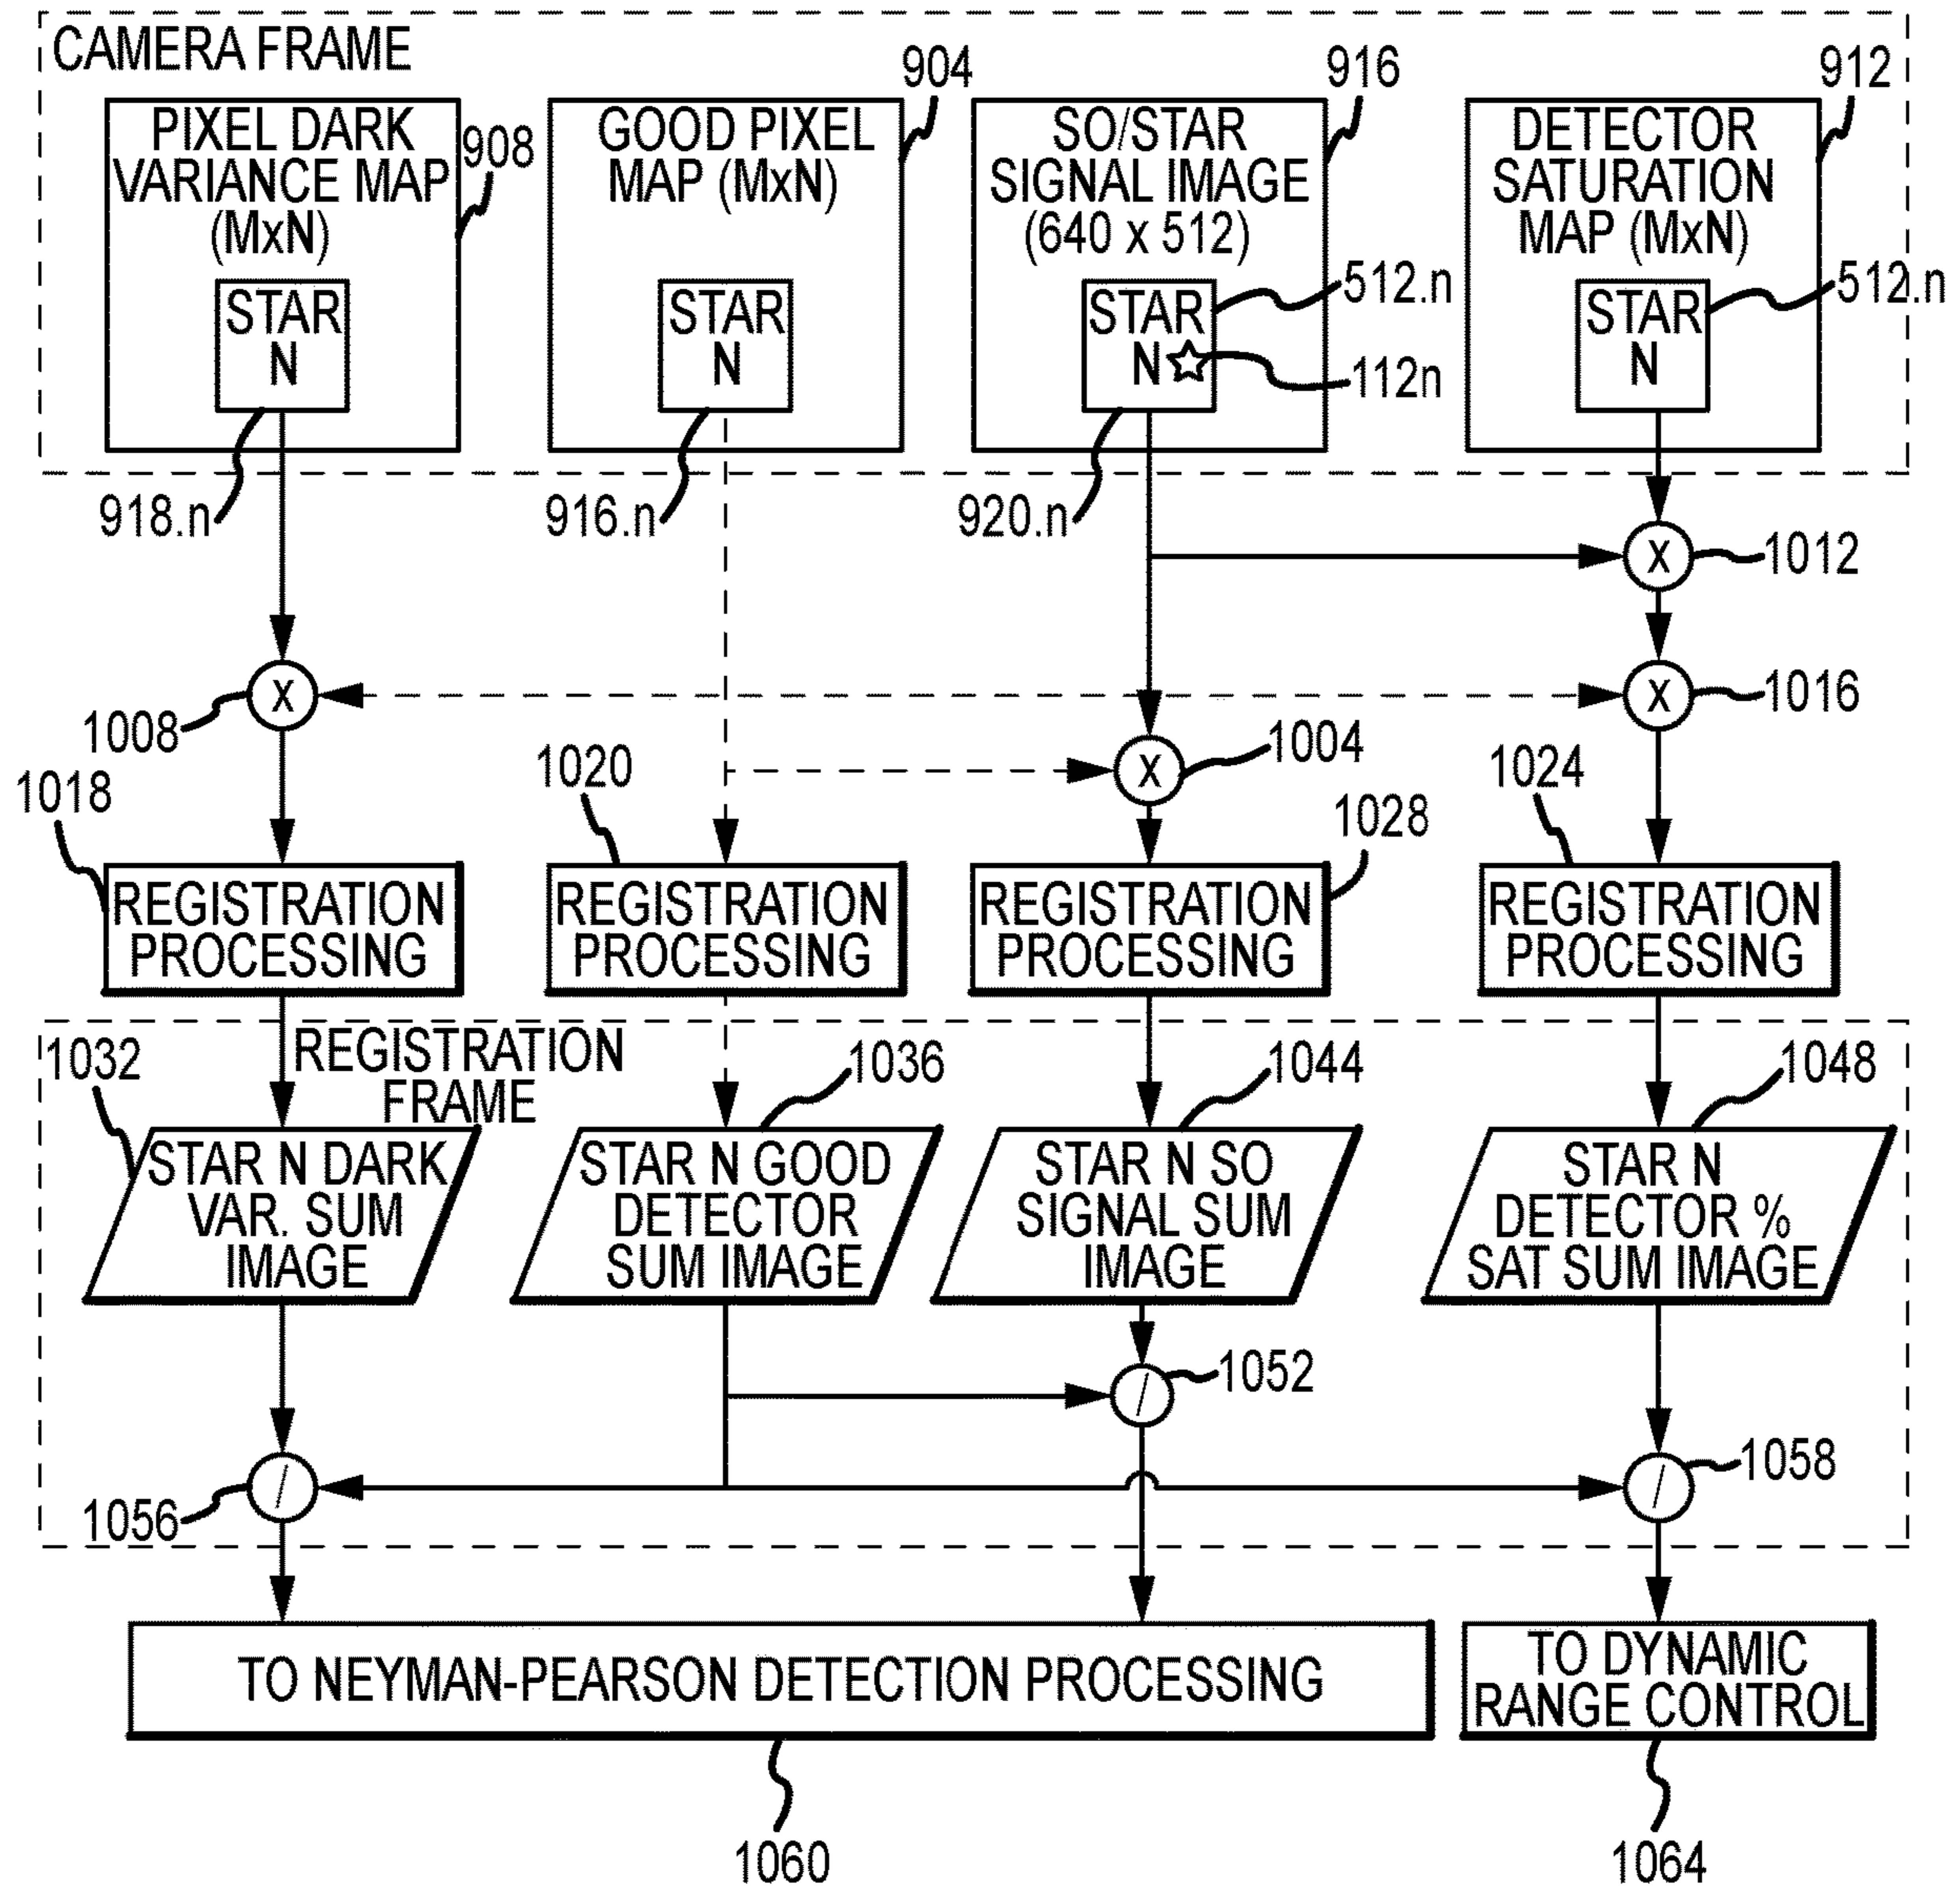 CAMERA FRAME
904
916
912
PIXEL DARK
VARIANCE MAP
(MxN)
908
GOOD PIXEL
MAP (MxN)
SO/STAR
SIGNAL IMAGE
(640 x 512)
DETECTOR
SATURATION
MAP (MxN)
STAR
N
STAR
N
STAR
N
512.n
112n
STAR
N
512.n
918.n
916.n
920.n
X
1012
X
1008
X
1016
X
1004
1018
1020
1028
1024
REGISTRATION
PROCESSING
REGISTRATION
PROCESSING
REGISTRATION
PROCESSING
REGISTRATION
PROCESSING
REGISTRATION
FRAME
1032
1036
1044
1048
STAR N DARK
VAR. SUM
IMAGE
STAR N GOOD
DETECTOR
SUM IMAGE
STAR N SO
SIGNAL SUM
IMAGE
STAR N
DETECTOR %
SAT SUM IMAGE
/
1052
/
1056
/
1058
TO NEYMAN-PEARSON DETECTION PROCESSING
TO DYNAMIC
RANGE CONTROL
1060
1064